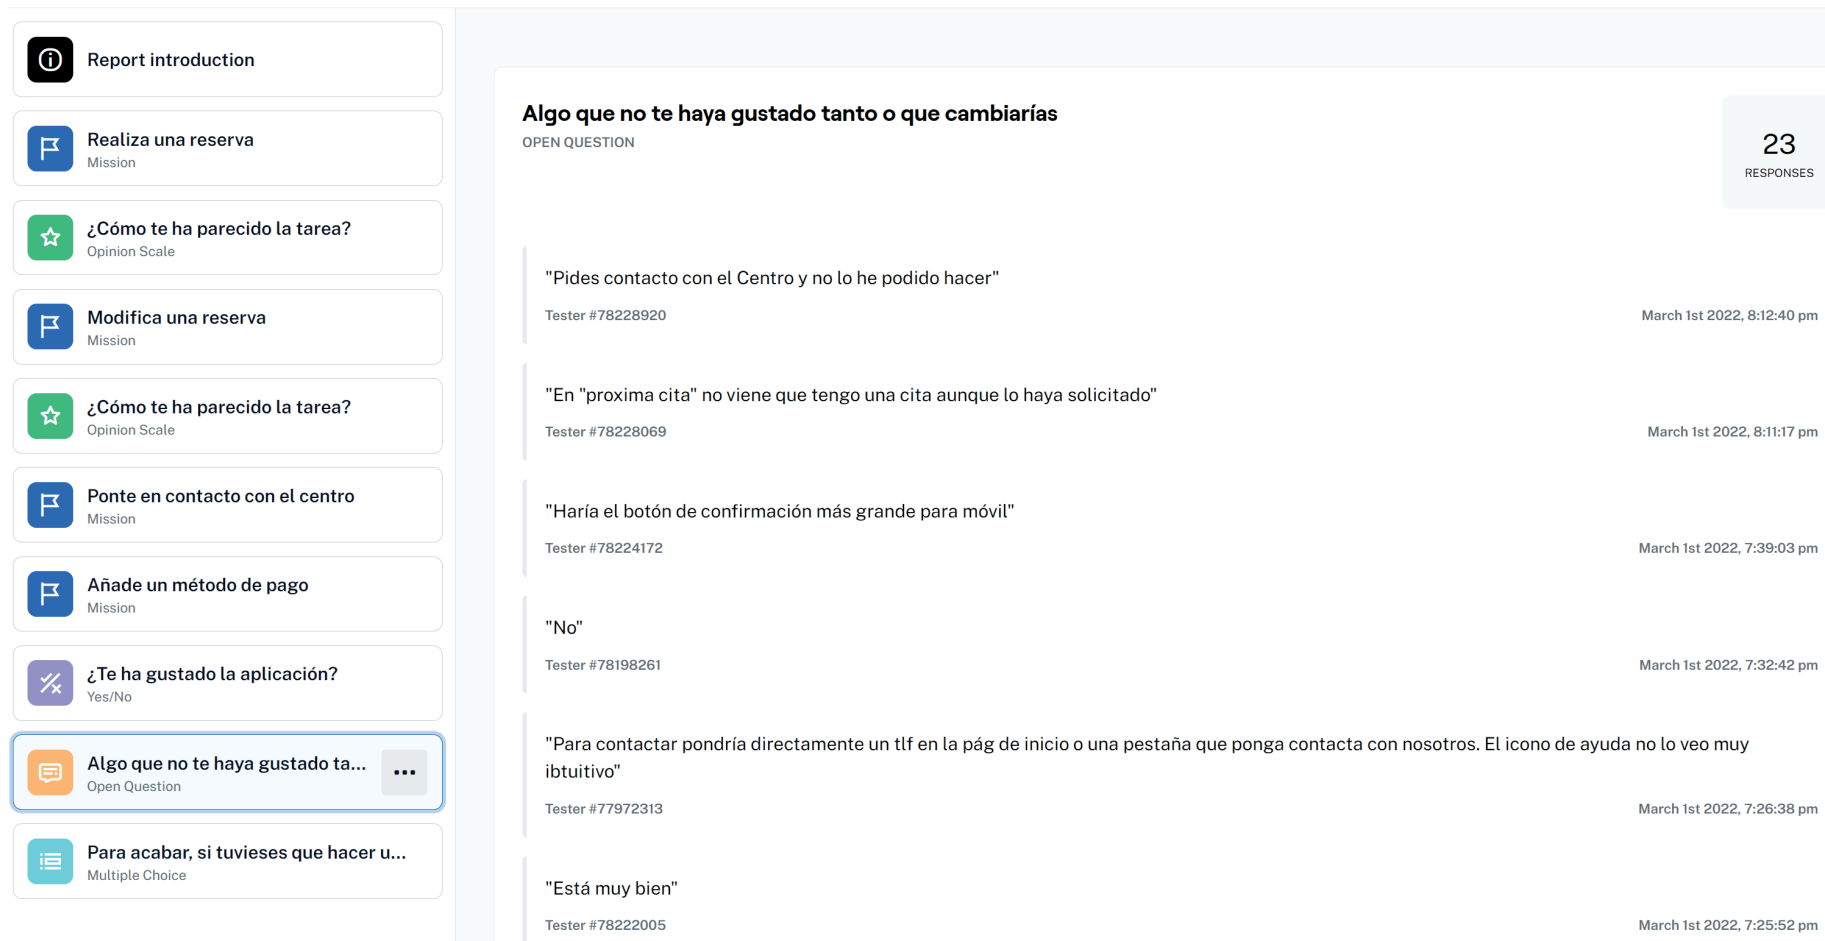 Report introduction
Realiza una reserva
Mission
¿Cómo te ha parecido la tarea?
Opinion Scale
Modifica una reserva
Mission
¿Cómo te ha parecido la tarea?
Opinion Scale
Ponte en contacto con el centro
Mission
Añade un método de pago
Mission
¿Te ha gustado la aplicación?
Yes/No
Algo que no te haya gustado ta...
Open Question
Para acabar, si tuvieses que hacer u...
Multiple Choice
Algo que no te haya gustado tanto o que cambiarías
OPEN QUESTION
23
RESPONSES
"Pides contacto con el Centro y no lo he podido hacer"
Tester #78228920
March 1st 2022, 8:12:40 pm
"En "proxima cita" no viene que tengo una cita aunque lo haya solicitado"
Tester #78228069
March 1st 2022, 8:11:17 pm
"Haría el botón de confirmación más grande para móvil"
Tester #78224172
March 1st 2022, 7:39:03 pm
"No"
Tester #78198261
March 1st 2022, 7:32:42 pm
"Para contactar pondría directamente un tlf en la pág de inicio o una pestaña que ponga contacta con nosotros. El icono de ayuda no lo veo muy
ibtuitivo"
Tester #77972313
March 1st 2022, 7:26:38 pm
"Está muy bien"
Tester #78222005
March 1st 2022, 7:25:52 pm